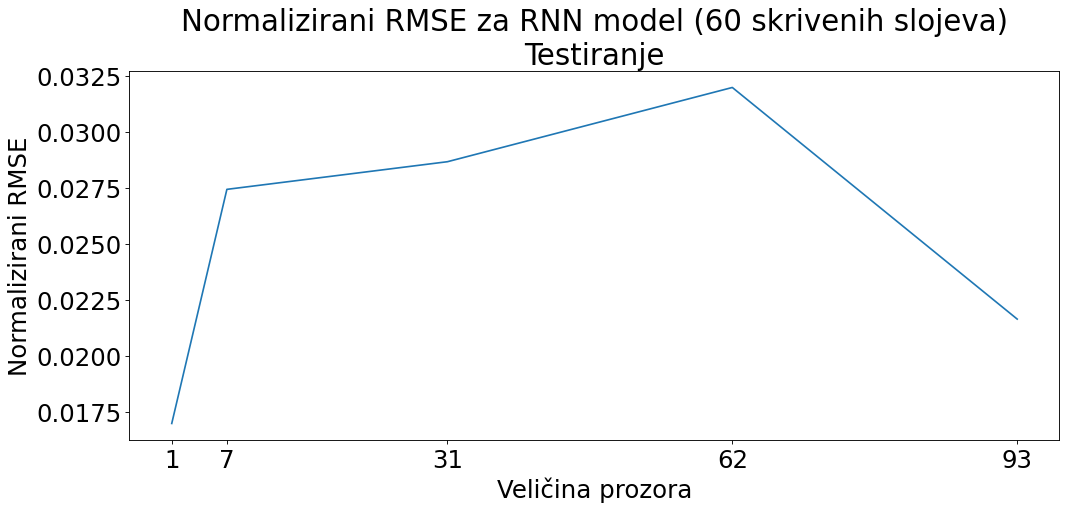 Normalizirani RMSE za RNN model (60 skrivenih slojeva)
Testiranje
Normalizirani RMSE
0.0325
0.0300
0.0275
0.0250
0.0225
0.0200
0.0175
1 7 31 62 93
Veličina prozora